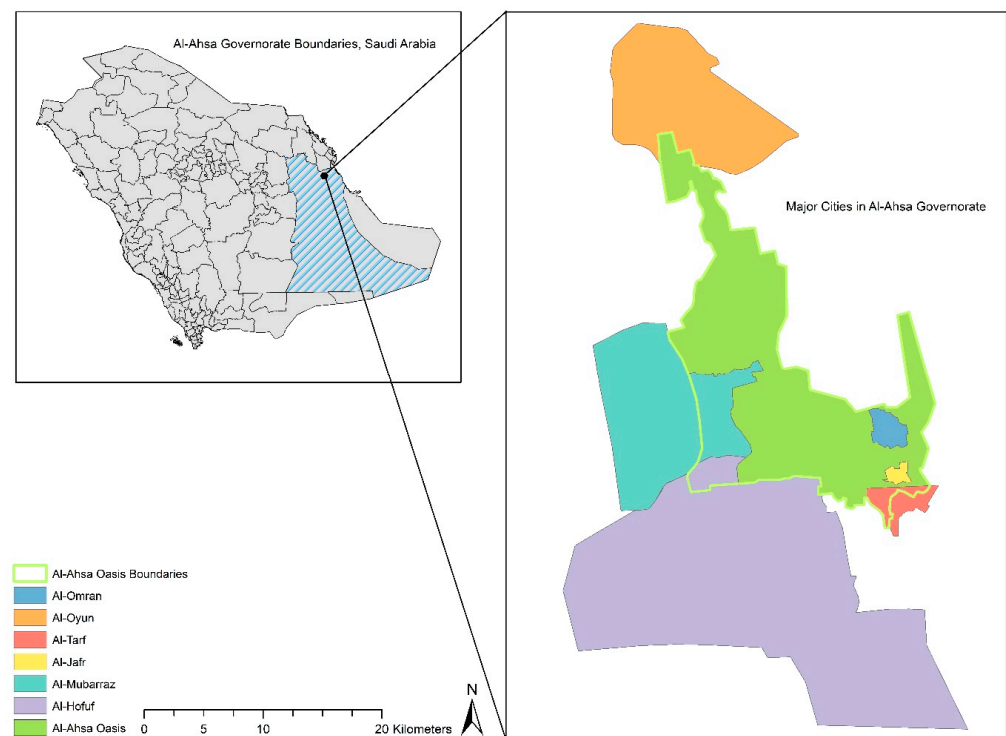 Al-Ahsa Governorate Boundaries, Saudi Arabia
Major Cities in Al-Ahsa Governorate
Al-Ahsa Oasis Boundaries
Al-Omran
Al-Oyun
Al-Tarf
Al-Jafr
Al-Mubarraz
Al-Hofuf
Al-Ahsa Oasis
0 5 10 20 Kilometers
N